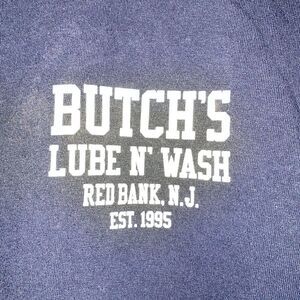 BUTCH'S
LUBE N' WASH
RED BANK, N.J.
EST. 1995